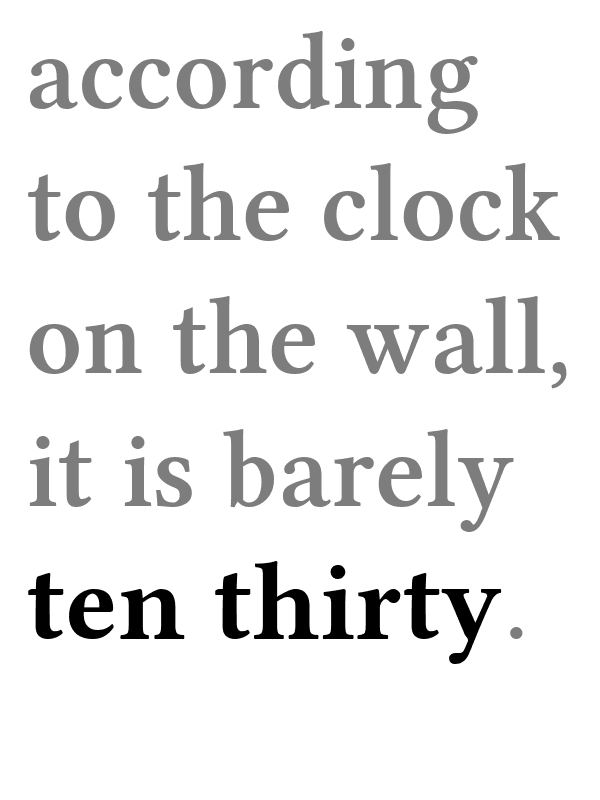 according
to the clock
on the wall,
it is barely
ten thirty.